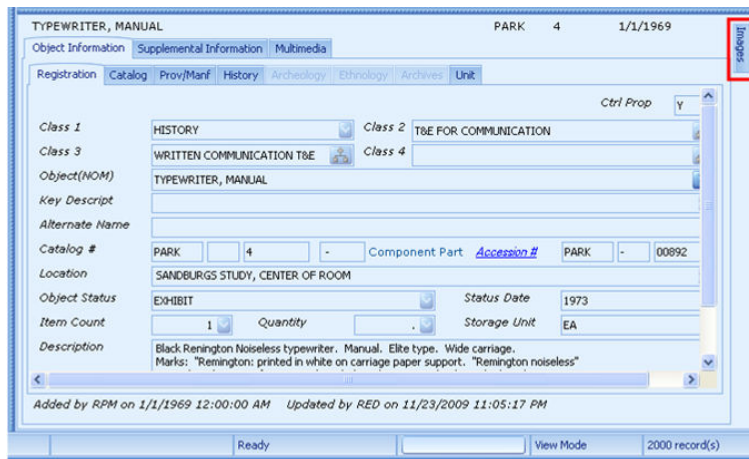 TYPEWRITER, MANUAL PARK 4 1/1/1969
Images
Object Information Supplemental Information Multimedia
Registration Catalog Prov/Manf History Archeology Ethnology Archives Unit
Ctrl Prop Y
Class 1 HISTORY Class 2 T&E FOR COMMUNICATION
Class 3 WRITTEN COMMUNICATION T&E Class 4
Object(NOM) TYPEWRITER, MANUAL
Key Descript
Alternate Name
Catalog # PARK 4 - Component Part Accession # PARK - 00892
Location SANDBURGS STUDY, CENTER OF ROOM
Object Status EXHIBIT Status Date 1973
Item Count 1 Quantity . Storage Unit EA
Description Black Renington Noiseless typewriter. Manual. Elite type. Wide carriage.
Marks: "Remington: printed in white on carriage paper support. "Remington noiseless"
Added by RPM on 1/1/1969 12:00:00 AM Updated by RED on 11/23/2009 11:05:17 PM
Ready View Mode 2000 record(s)